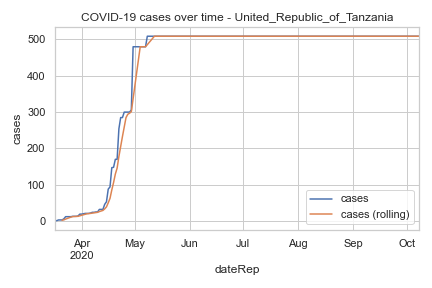 COVID-19 cases over time - United_Republic_of_Tanzania
500
400
300
200
100
0
cases
Apr
2020
May
Jun
Jul
Aug
Sep
Oct
dateRep
cases
cases (rolling)